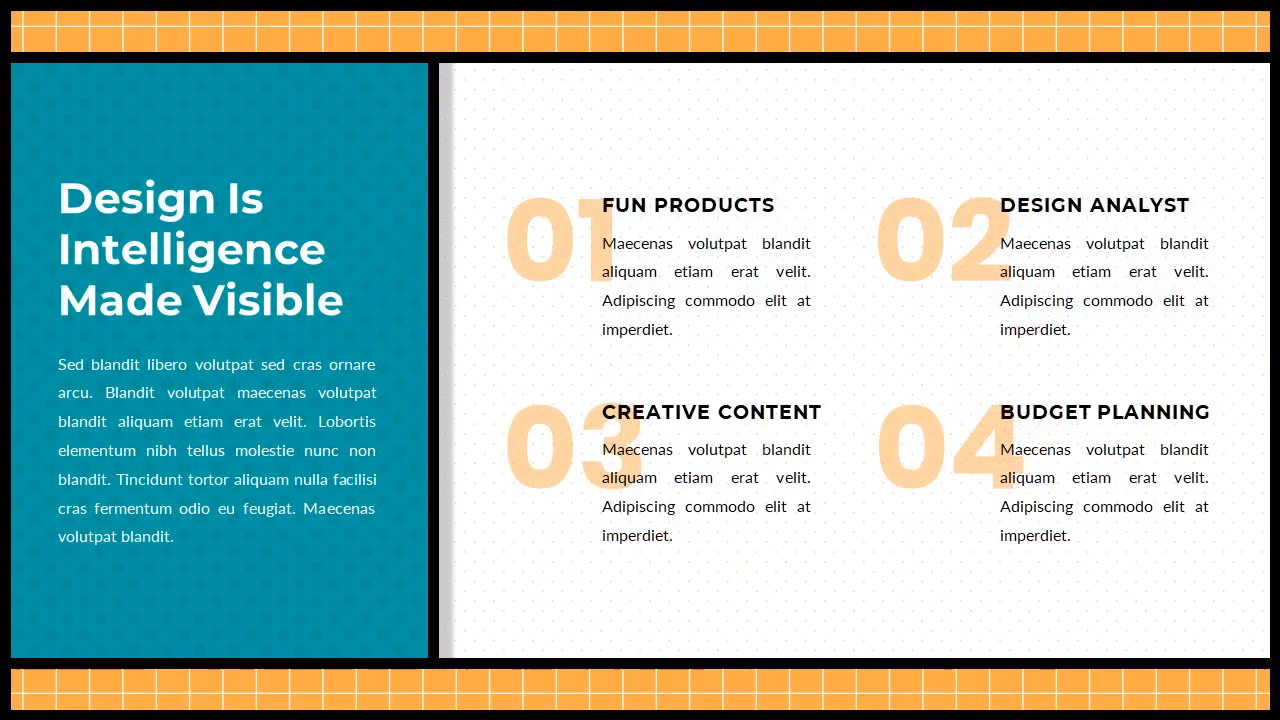 Design Is
Intelligence
Made Visible
Sed blandit libero volutpat sed cras ornare
arcu. Blandit volutpat maecenas volutpat
blandit aliquam etiam erat velit. Lobortis
elementum nibh tellus molestie nunc non
blandit. Tincidunt tortor aliquam nulla facilisi
cras fermentum odio eu feugiat. Maecenas
volutpat blandit.
01
FUN PRODUCTS
Maecenas volutpat blandit
aliquam etiam erat velit.
Adipiscing commodo elit at
imperdiet.
02
DESIGN ANALYST
Maecenas volutpat blandit
aliquam etiam erat velit.
Adipiscing commodo elit at
imperdiet.
03
CREATIVE CONTENT
Maecenas volutpat blandit
aliquam etiam erat velit.
Adipiscing commodo elit at
imperdiet.
04
BUDGET PLANNING
Maecenas volutpat blandit
aliquam etiam erat velit.
Adipiscing commodo elit at
imperdiet.